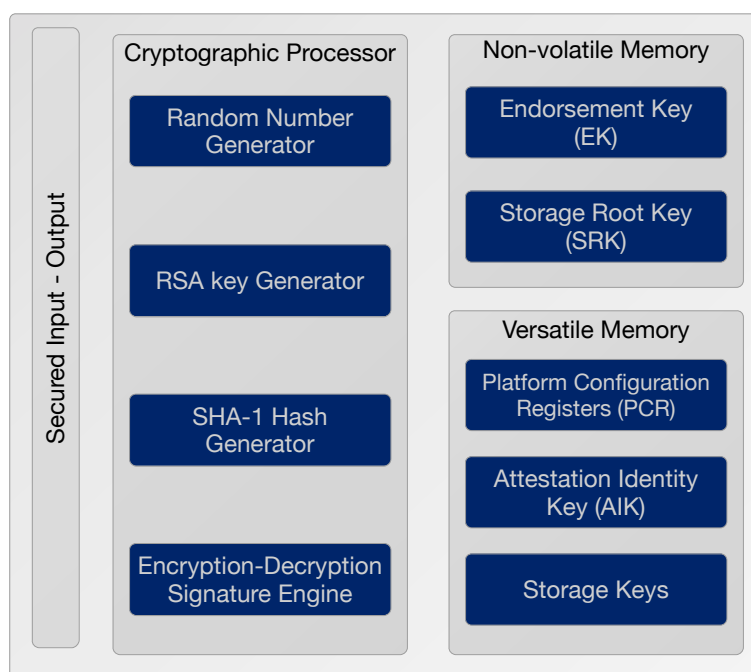 Secured Input - Output
Cryptographic Processor
Random Number
Generator
RSA key Generator
SHA-1 Hash
Generator
Encryption-Decryption
Signature Engine
Non-volatile Memory
Endorsement Key
(EK)
Storage Root Key
(SRK)
Versatile Memory
Platform Configuration
Registers (PCR)
Attestation Identity
Key (AIK)
Storage Keys